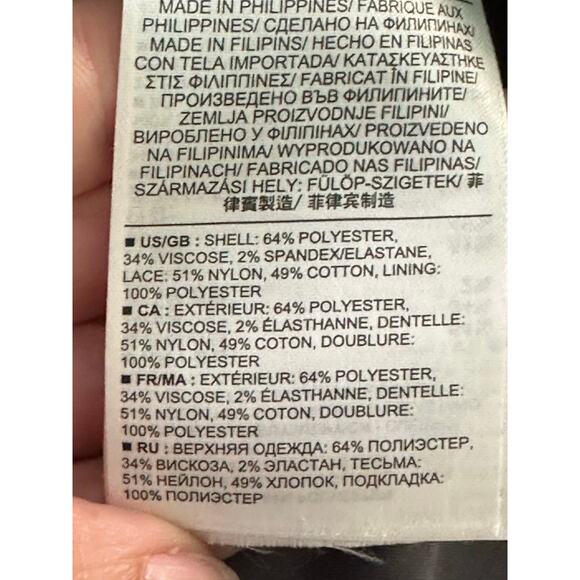 MADE IN PHILIPPINES/ FABRIQUE AUX
PHILIPPINES/ СДЕЛАНО НА ФИЛИПИНАХ/
MADE IN FILIPINS/ HECHO EN FILIPINAS
CON TELA IMPORTADA/ ΚΑΤΑΣΚΕΥΑΣΤΗΚΕ
ΣΤΙΣ ΦΙΛΙΠΠΙΝΕΣ/ FABRICAT ÎN FILIPINE/
ПРОИЗВЕДЕНО ВЪВ ФИЛИПИНИТЕ/
ZEMLJA PROIZVODNJE FILIPINI/
ВИРОБЛЕНО У ФІЛІПІНАХ/ PROIZVEDENO
NA FILIPINIMA/ WYPRODUKOWANO NA
FILIPINACH/ FABRICADO NAS FILIPINAS/
SZÁRMAZÁSI HELY: FÜLÖP-SZIGETEK/ 菲
律賓製造/ 菲律宾制造
■ US/GB : SHELL: 64% POLYESTER,
34% VISCOSE, 2% SPANDEX/ELASTANE,
LACE: 51% NYLON, 49% COTTON, LINING:
100% POLYESTER
■ CA : EXTÉRIEUR: 64% POLYESTER,
34% VISCOSE, 2% ÉLASTHANNE, DENTELLE:
51% NYLON, 49% COTON, DOUBLURE:
100% POLYESTER
■ FR/MA : EXTÉRIEUR: 64% POLYESTER,
34% VISCOSE, 2% ÉLASTHANNE, DENTELLE:
51% NYLON, 49% COTON, DOUBLURE:
100% POLYESTER
■ RU : ВЕРХНЯЯ ОДЕЖДА: 64% ПОЛИЭСТЕР,
34% ВИСКОЗА, 2% ЭЛАСТАН, ТЕСЬМА:
51% НЕЙЛОН, 49% ХЛОПОК, ПОДКЛАДКА:
100% ПОЛИЭСТЕР